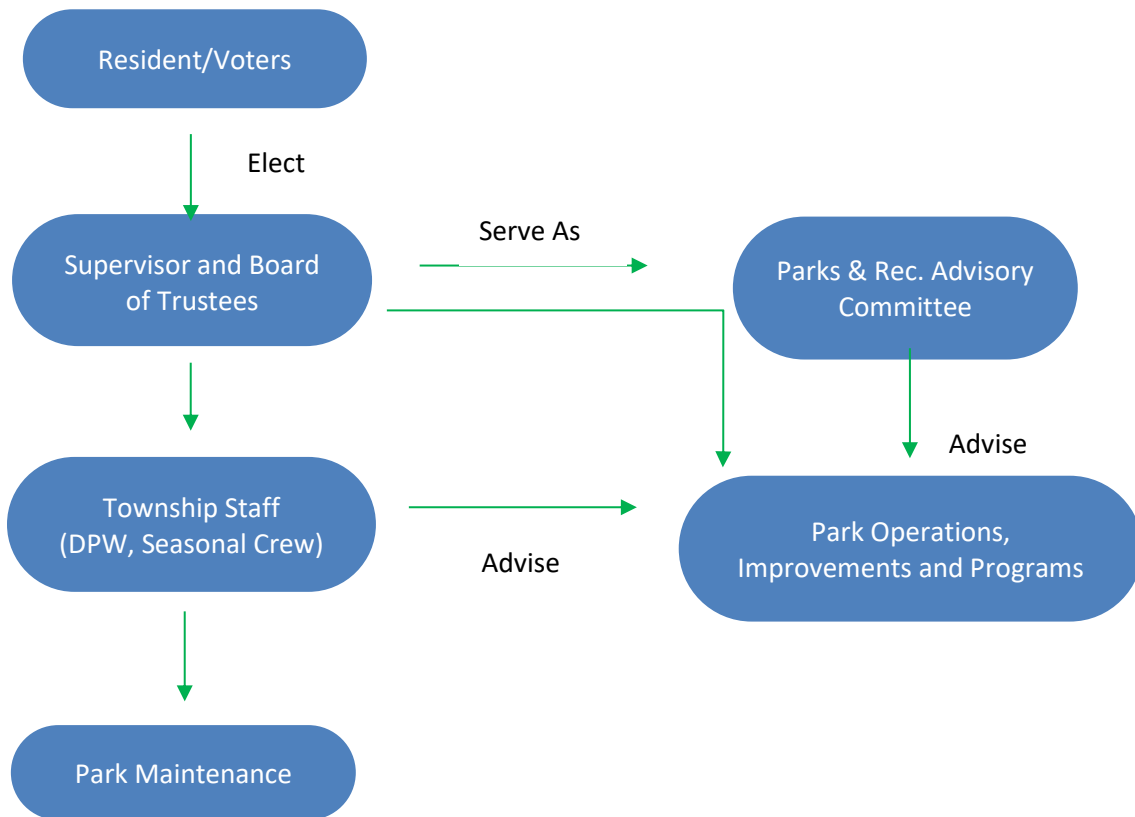 Resident/Voters
Elect
Supervisor and Board
of Trustees
Serve As
Parks & Rec. Advisory
Committee
Township Staff
(DPW, Seasonal Crew)
Advise
Advise
Park Operations,
Improvements and Programs
Park Maintenance